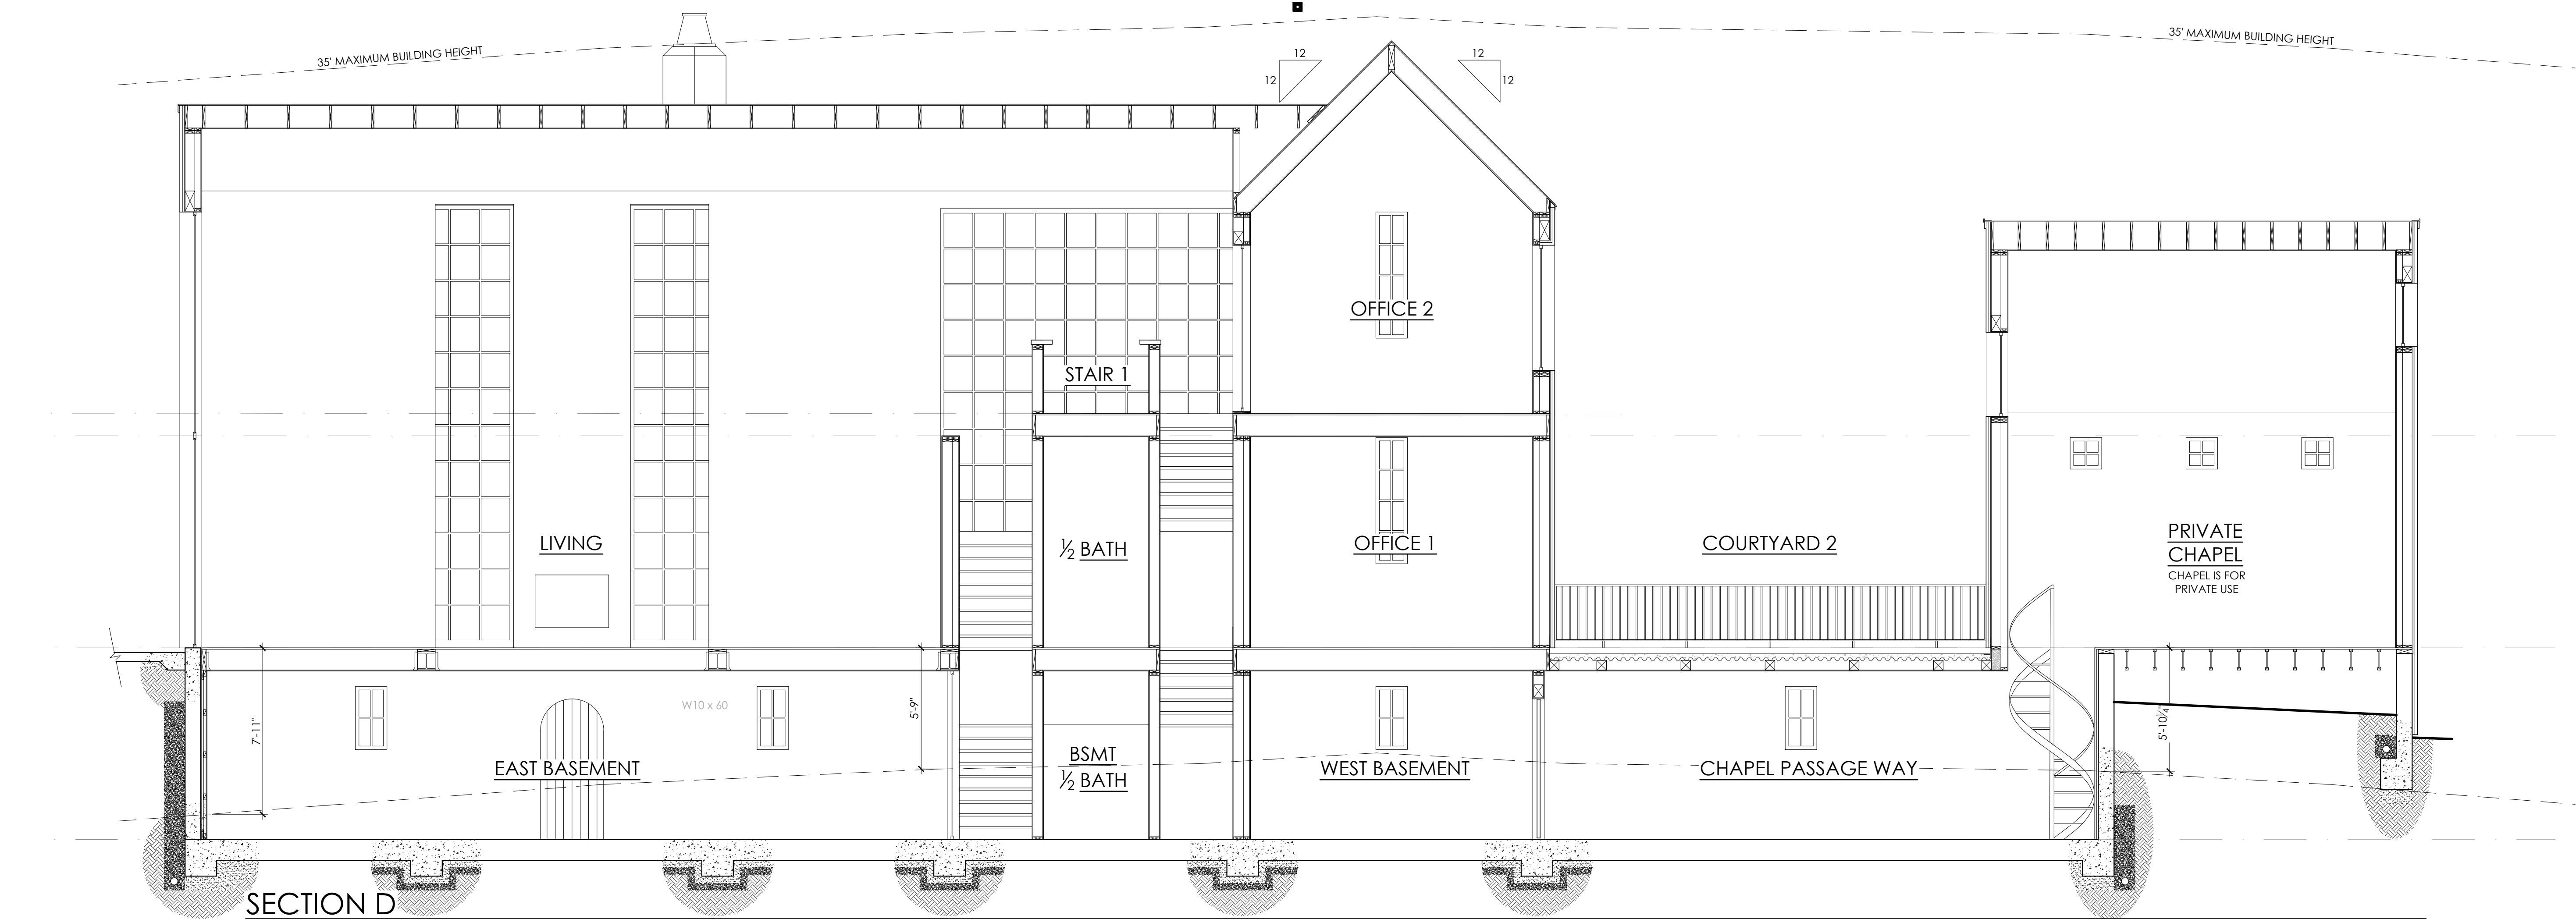 35' MAXIMUM BUILDING HEIGHT
35' MAXIMUM BUILDING HEIGHT
12
12
12
12
OFFICE 2
STAIR 1
LIVING
½ BATH
OFFICE 1
COURTYARD 2
PRIVATE
CHAPEL
CHAPEL IS FOR
PRIVATE USE
7'-11"
W10 x 60
5'-9"
5'-10¼"
EAST BASEMENT
BSMT
½ BATH
WEST BASEMENT
CHAPEL PASSAGE WAY
SECTION D